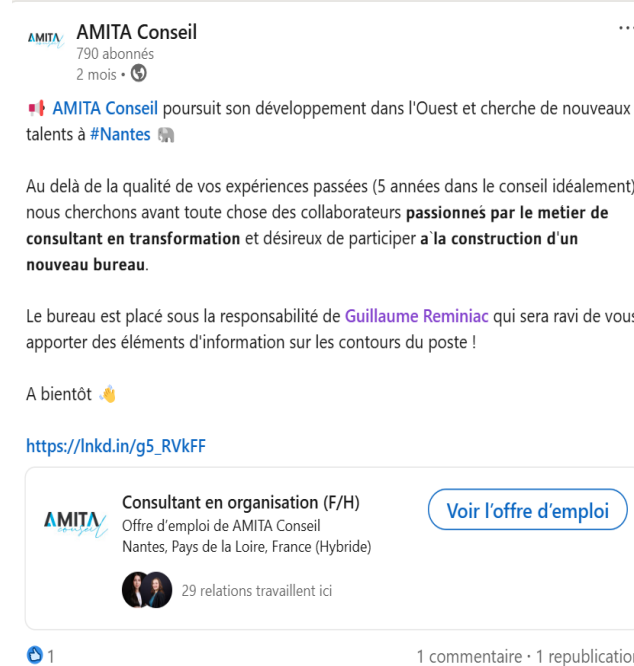 AMITA
conseil
AMITA Conseil
790 abonnés
2 mois •
AMITA Conseil poursuit son développement dans l'Ouest et cherche de nouveaux
talents à #Nantes
Au delà de la qualité de vos expériences passées (5 années dans le conseil idéalement)
nous cherchons avant toute chose des collaborateurs passionnés par le metier de
consultant en transformation et désireux de participer a`la construction d'un
nouveau bureau.
Le bureau est placé sous la responsabilité de Guillaume Reminiac qui sera ravi de vous
apporter des éléments d'information sur les contours du poste !
A bientôt
https://lnkd.in/g5_RVkFF
AMITA
conseil
Consultant en organisation (F/H)
Offre d'emploi de AMITA Conseil
Nantes, Pays de la Loire, France (Hybride)
Voir l'offre d'emploi
29 relations travaillent ici
1
1 commentaire · 1 republication